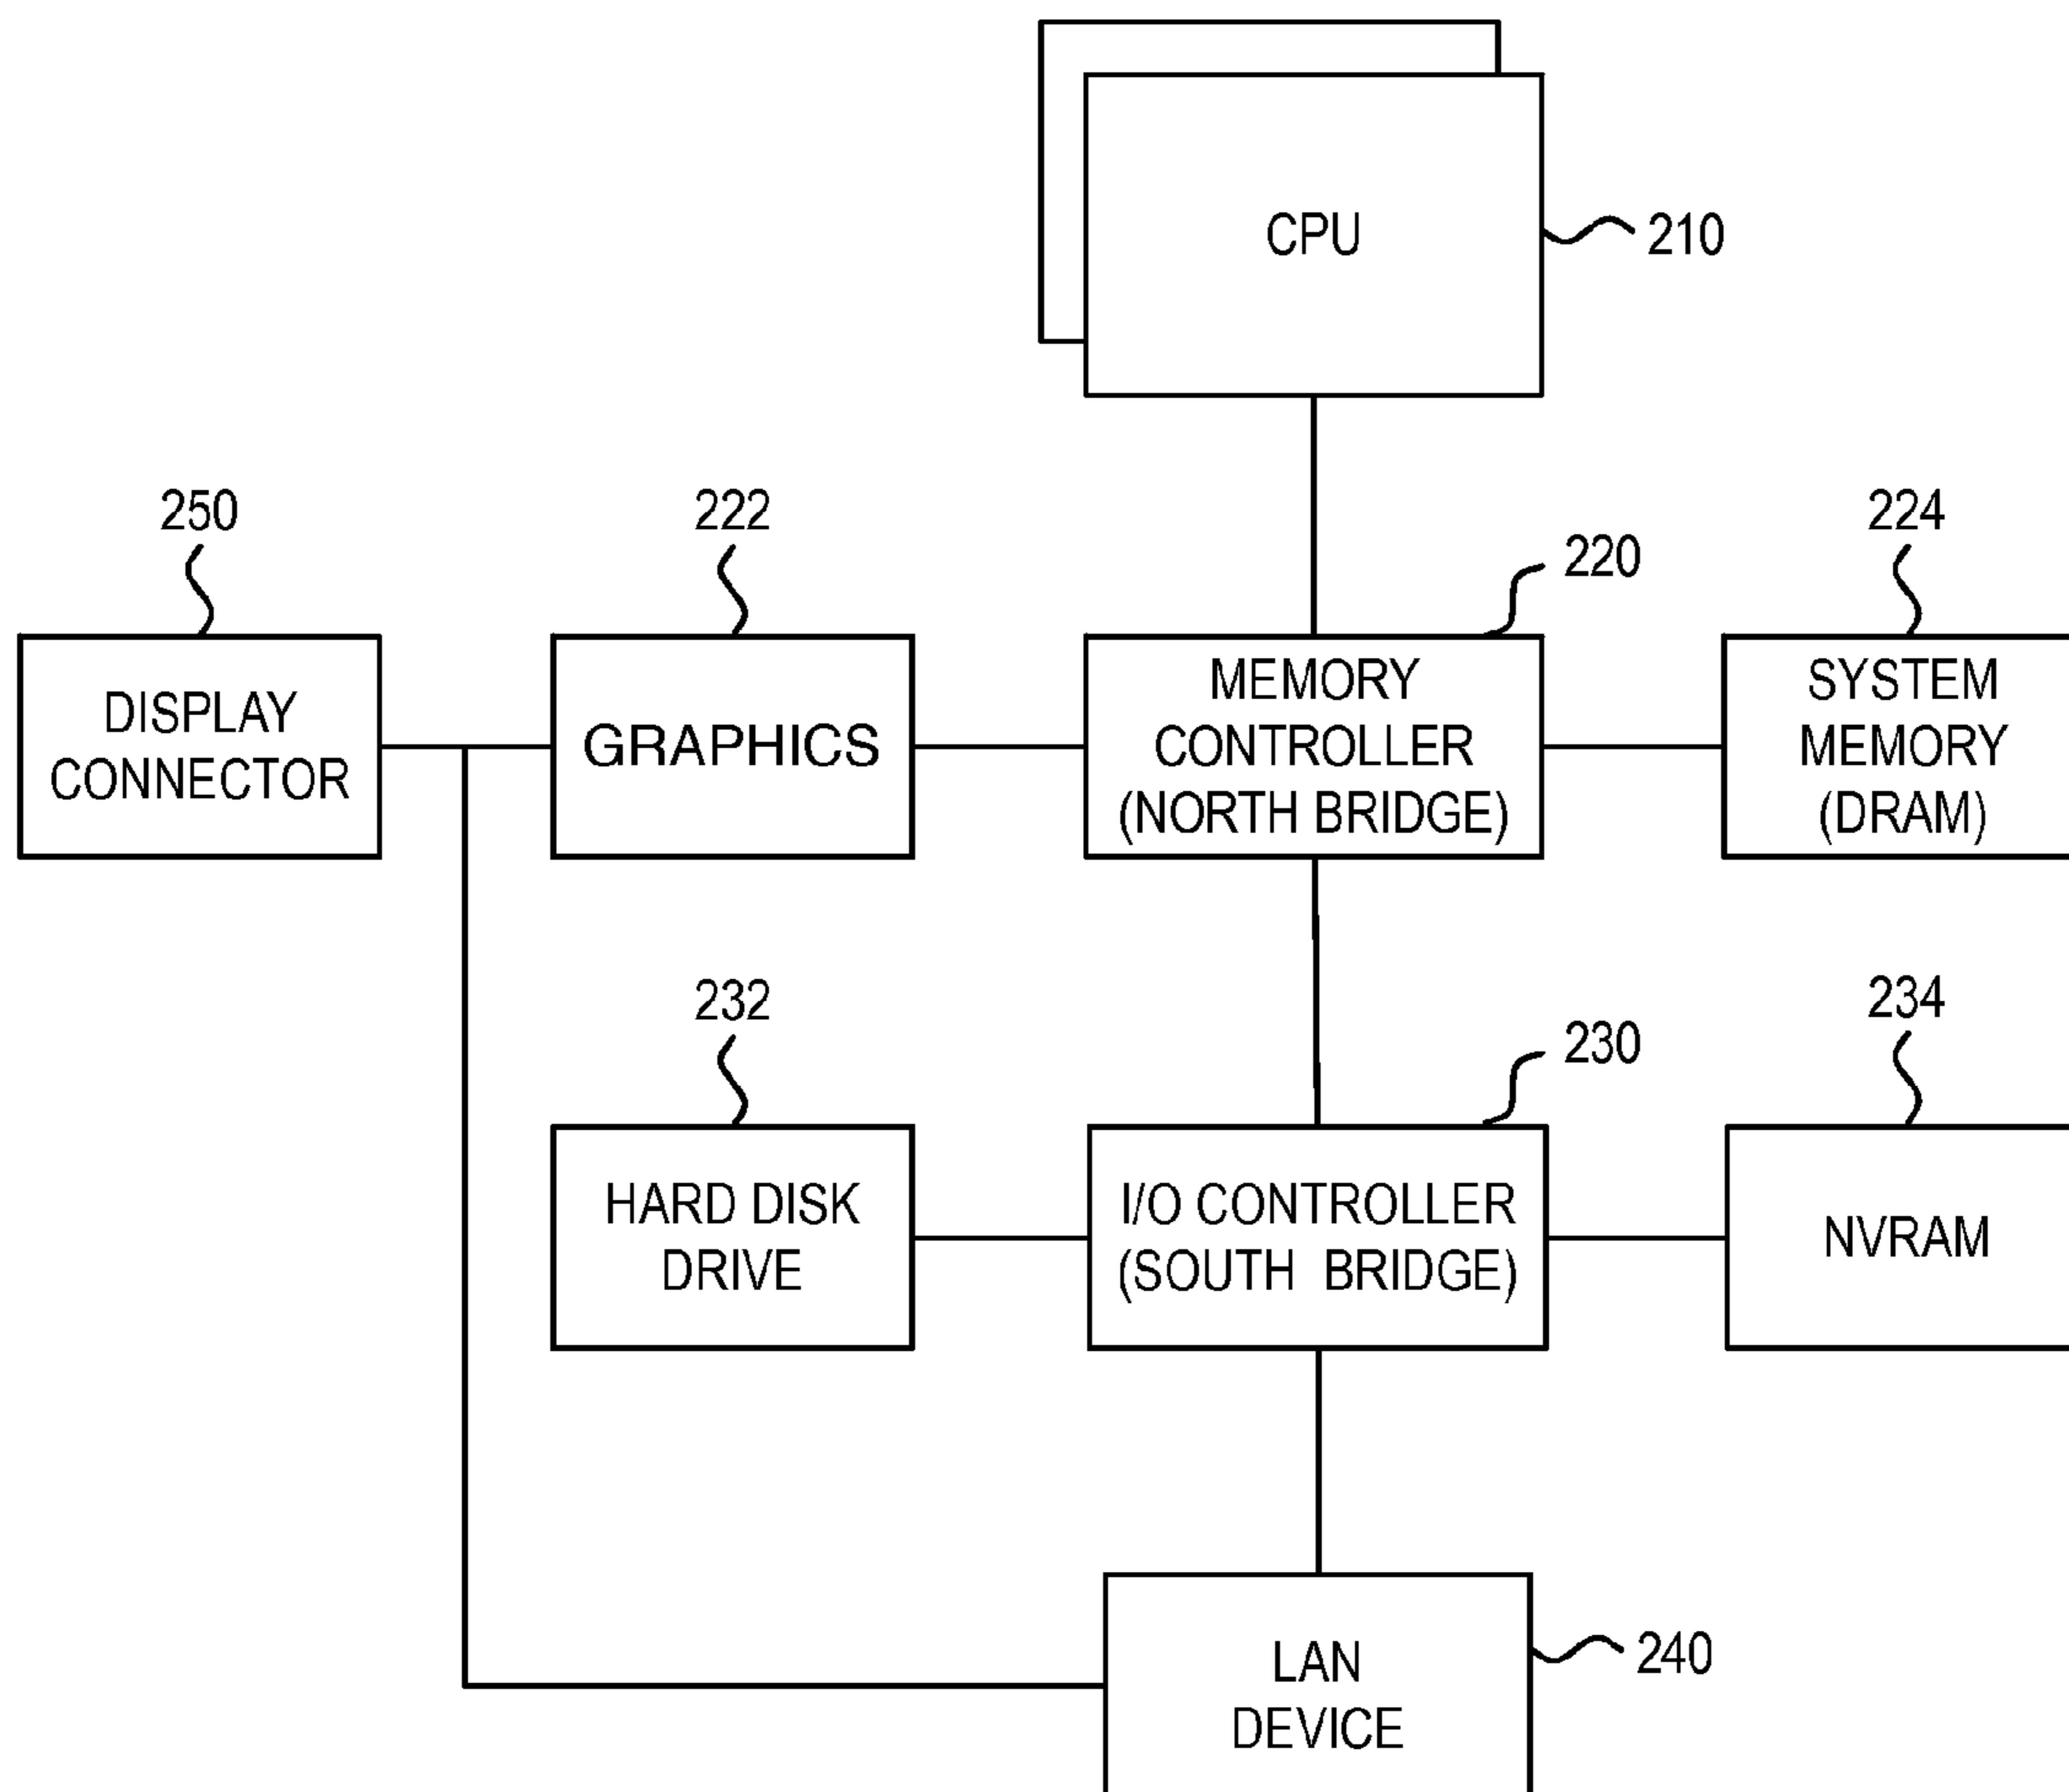 CPU
210
250
222
220
224
DISPLAY
CONNECTOR
GRAPHICS
MEMORY
CONTROLLER
(NORTH BRIDGE)
SYSTEM
MEMORY
(DRAM)
232
230
234
HARD DISK
DRIVE
I/O CONTROLLER
(SOUTH BRIDGE)
NVRAM
LAN
DEVICE
240